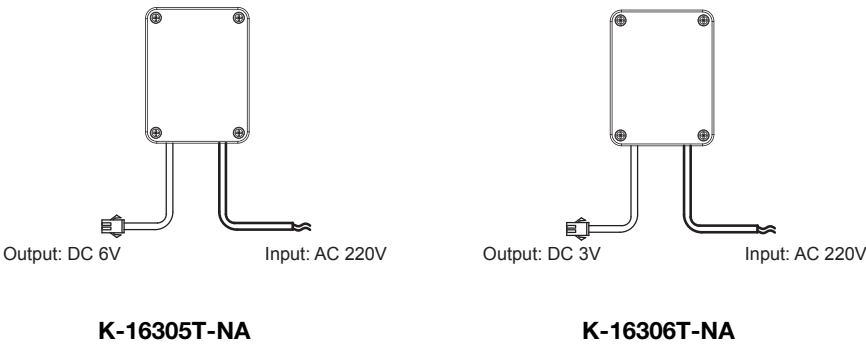 Output: DC 6V Input: AC 220V Output: DC 3V Input: AC 220V
K-16305T-NA K-16306T-NA